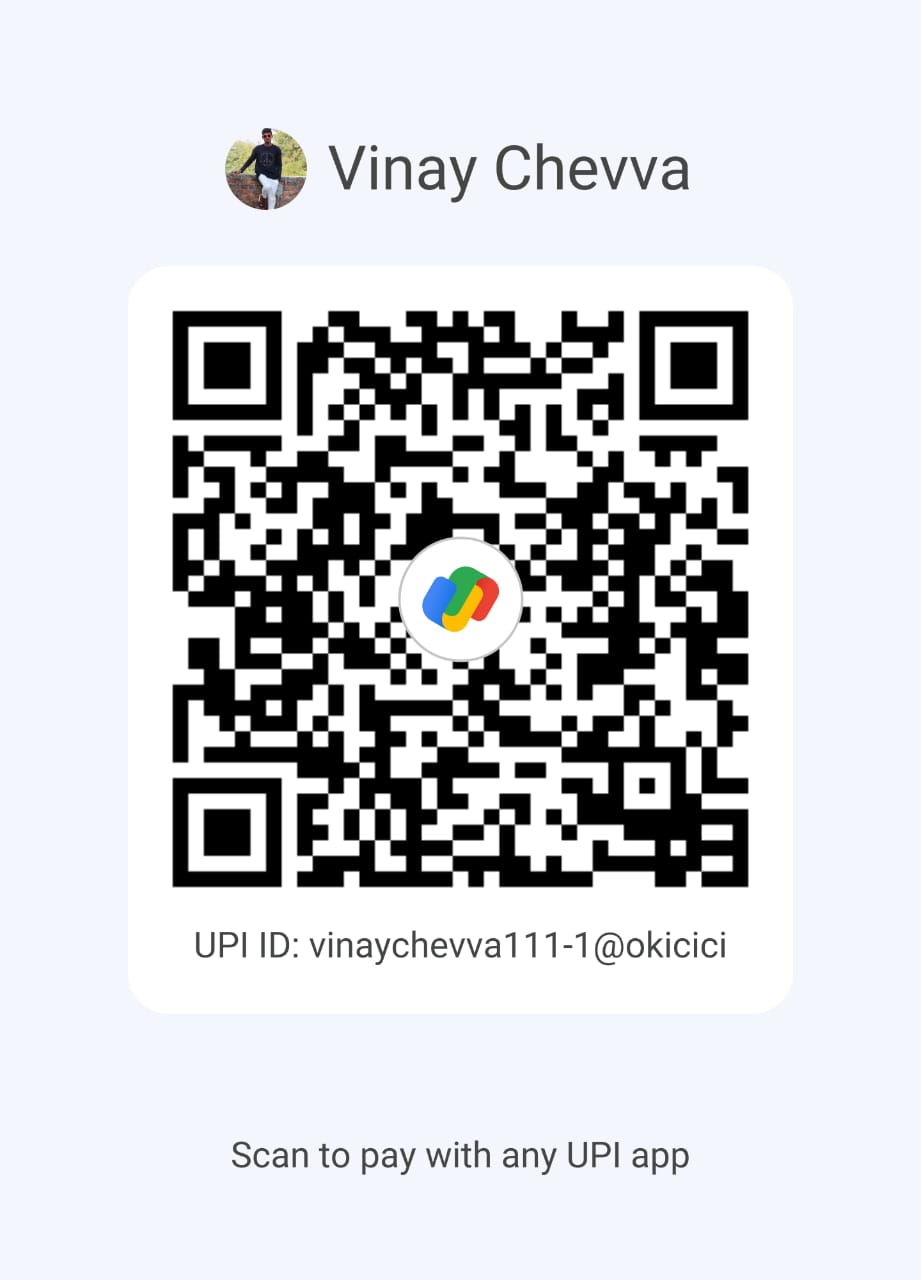 Vinay Chevva
UPI ID: vinaychevva111-1@okicici
Scan to pay with any UPI app